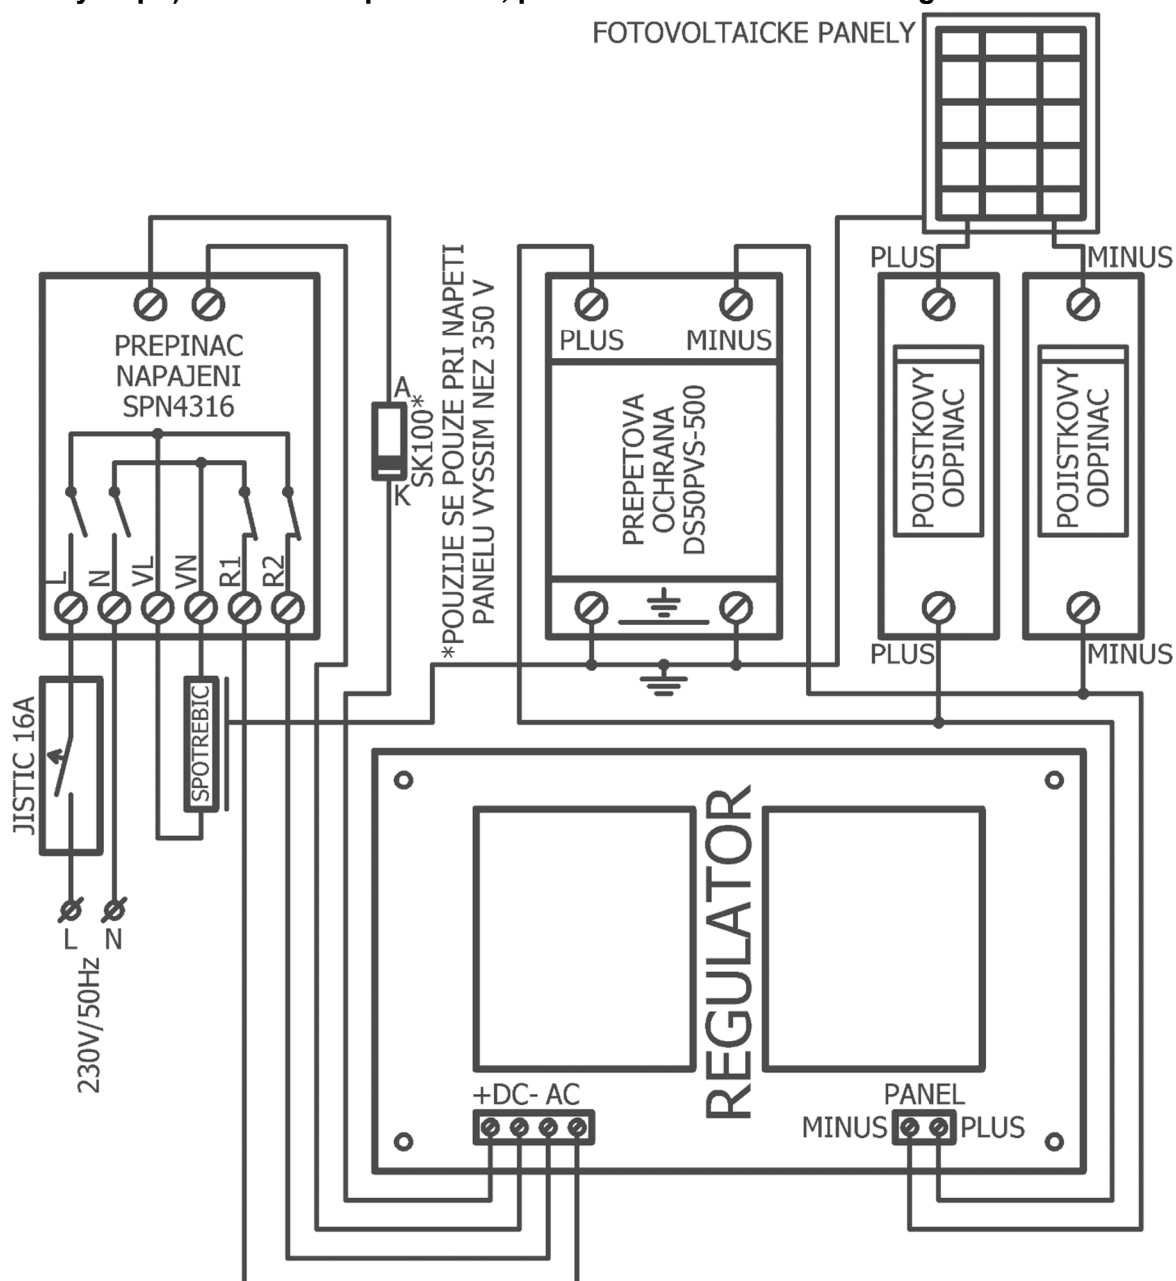 FOTOVOLTAICKE PANELY
PLUS
MINUS
PREPINAC
NAPAJENI
SPN4316
A
SK100*
K
*POUZIJE SE POUZE PRI NAPETI
PANELU VYSSIM NEZ 350 V
PLUS
MINUS
PREPETOVA
OCHRANA
DS50PVS-500
POJISTKOVY
ODPINAC
POJISTKOVY
ODPINAC
L
N
VL
VN
R1
R2
PLUS
MINUS
JISTIC 16A
SPOTREBIC
L
N
230V/50Hz
REGULATOR
+DC- AC
PANEL
MINUS
PLUS